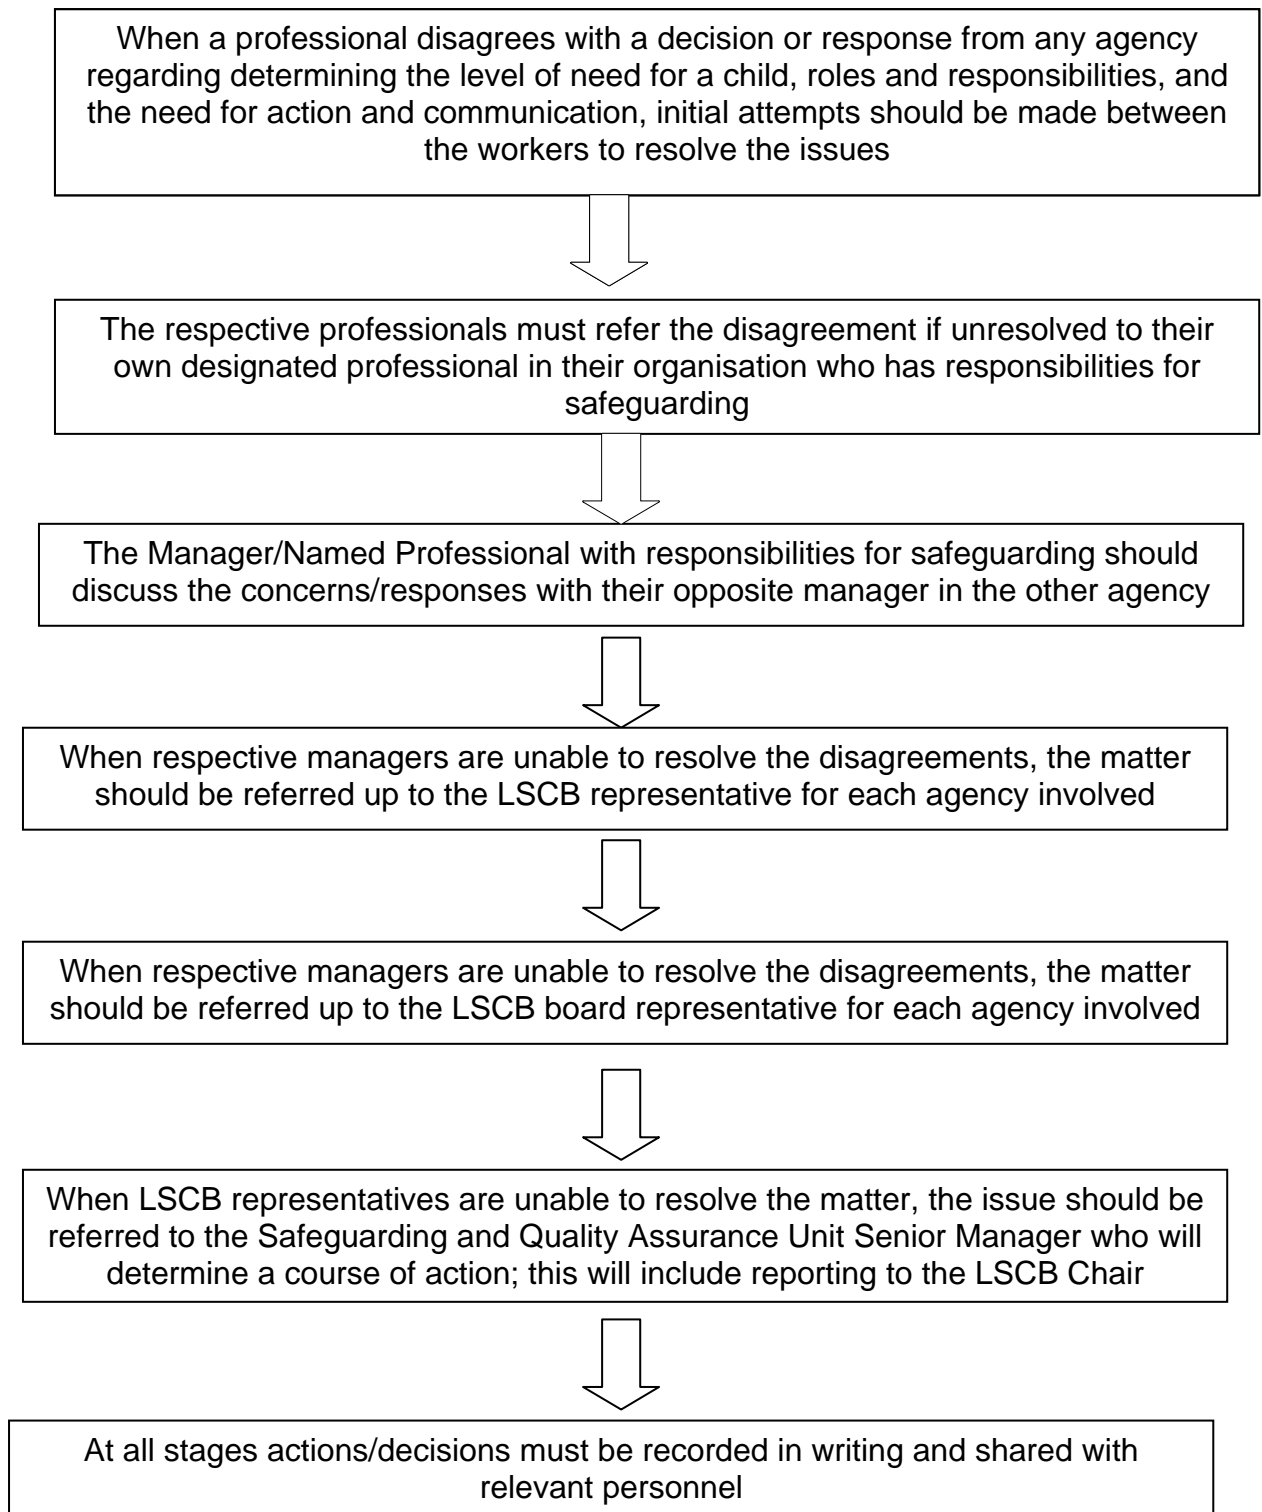 When a professional disagrees with a decision or response from any agency
regarding determining the level of need for a child, roles and responsibilities, and
the need for action and communication, initial attempts should be made between
the workers to resolve the issues
The respective professionals must refer the disagreement if unresolved to their
own designated professional in their organisation who has responsibilities for
safeguarding
The Manager/Named Professional with responsibilities for safeguarding should
discuss the concerns/responses with their opposite manager in the other agency
When respective managers are unable to resolve the disagreements, the matter
should be referred up to the LSCB representative for each agency involved
When respective managers are unable to resolve the disagreements, the matter
should be referred up to the LSCB board representative for each agency involved
When LSCB representatives are unable to resolve the matter, the issue should be
referred to the Safeguarding and Quality Assurance Unit Senior Manager who will
determine a course of action; this will include reporting to the LSCB Chair
At all stages actions/decisions must be recorded in writing and shared with
relevant personnel